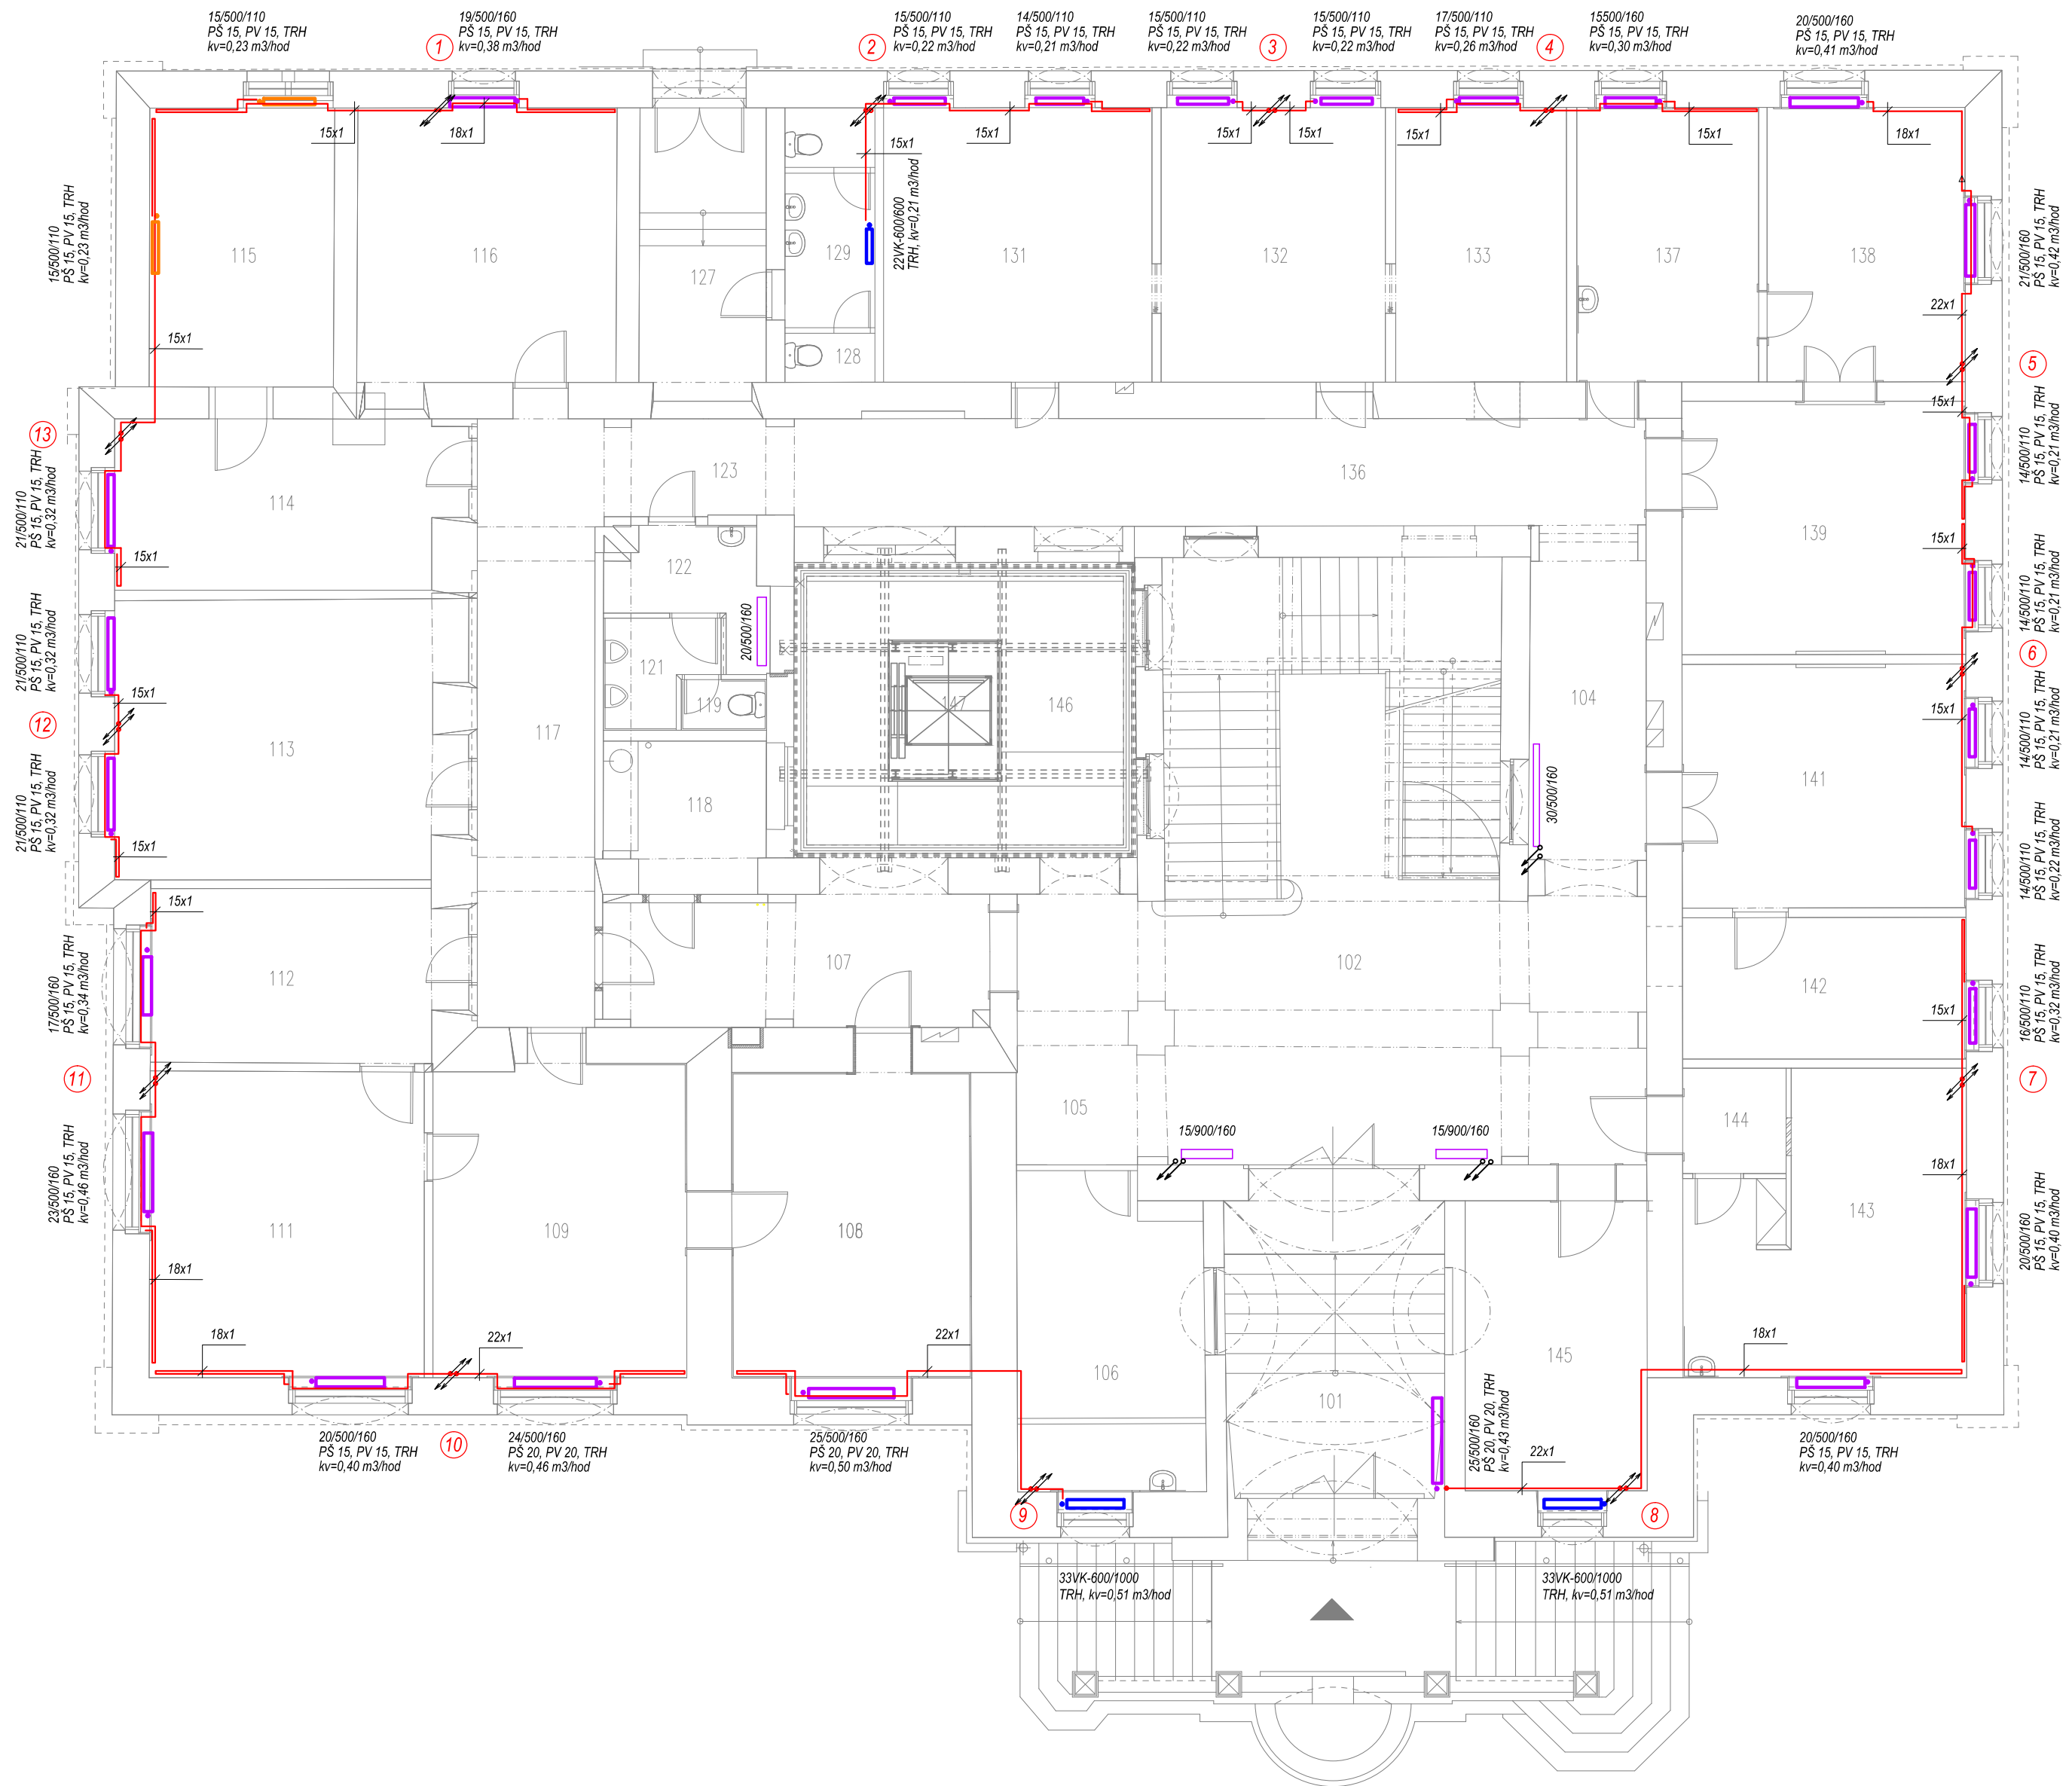 15/500/110
PŠ 15, PV 15, TRH
kv=0,23 m3/hod
1
19/500/160
PŠ 15, PV 15, TRH
kv=0,38 m3/hod
2
15/500/110
PŠ 15, PV 15, TRH
kv=0,22 m3/hod
14/500/110
PŠ 15, PV 15, TRH
kv=0,21 m3/hod
15/500/110
PŠ 15, PV 15, TRH
kv=0,22 m3/hod
3
15/500/110
PŠ 15, PV 15, TRH
kv=0,22 m3/hod
17/500/110
PŠ 15, PV 15, TRH
kv=0,26 m3/hod
4
15500/160
PŠ 15, PV 15, TRH
kv=0,30 m3/hod
20/500/160
PŠ 15, PV 15, TRH
kv=0,41 m3/hod
15x1
18x1
15x1
15x1
15x1
15x1
15x1
15x1
18x1
15/500/110
PŠ 15, PV 15, TRH
kv=0,23 m3/hod
115
116
127
129
22VK-600/600
TRH, kv=0,21 m3/hod
131
132
133
137
138
21/500/160
PŠ 15, PV 15, TRH
kv=0,42 m3/hod
22x1
15x1
128
5
15x1
13
21/500/110
PŠ 15, PV 15, TRH
kv=0,32 m3/hod
114
123
136
14/500/110
PŠ 15, PV 15, TRH
kv=0,21 m3/hod
139
15x1
15x1
122
21/500/110
PŠ 15, PV 15, TRH
kv=0,32 m3/hod
20/500/160
14/500/110
PŠ 15, PV 15, TRH
kv=0,21 m3/hod
6
121
15x1
12
113
117
119
147
146
104
15x1
14/500/110
PŠ 15, PV 15, TRH
kv=0,21 m3/hod
141
21/500/110
PŠ 15, PV 15, TRH
kv=0,32 m3/hod
118
30/500/160
15x1
14/500/110
PŠ 15, PV 15, TRH
kv=0,22 m3/hod
15x1
17/500/160
PŠ 15, PV 15, TRH
kv=0,34 m3/hod
112
107
102
142
15x1
16/500/110
PŠ 15, PV 15, TRH
kv=0,32 m3/hod
11
7
105
144
15/900/160
15/900/160
18x1
23/500/160
PŠ 15, PV 15, TRH
kv=0,46 m3/hod
111
109
108
143
20/500/160
PŠ 15, PV 15, TRH
kv=0,40 m3/hod
18x1
18x1
22x1
22x1
106
101
145
18x1
20/500/160
PŠ 15, PV 15, TRH
kv=0,40 m3/hod
10
24/500/160
PŠ 20, PV 20, TRH
kv=0,46 m3/hod
25/500/160
PŠ 20, PV 20, TRH
kv=0,50 m3/hod
25/500/160
PŠ 20, PV 20, TRH
kv=0,43 m3/hod
22x1
20/500/160
PŠ 15, PV 15, TRH
kv=0,40 m3/hod
9
8
33VK-600/1000
TRH, kv=0,51 m3/hod
33VK-600/1000
TRH, kv=0,51 m3/hod